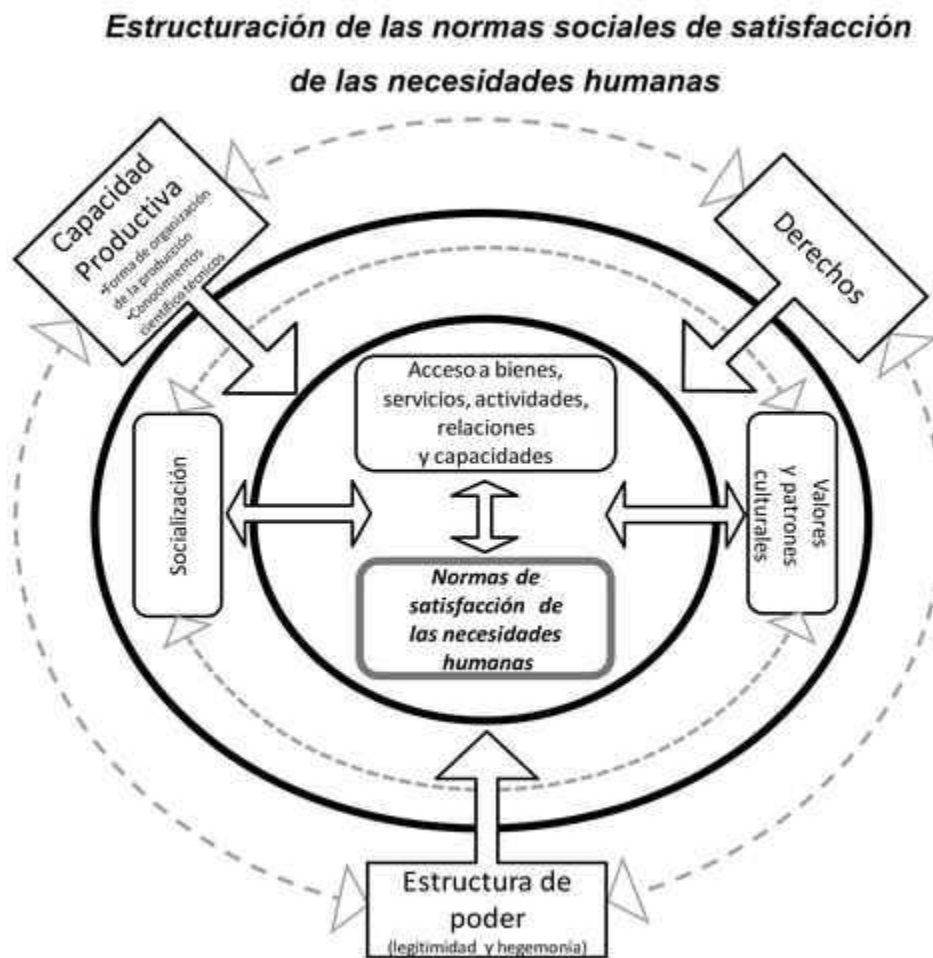 Estructuración de las normas sociales de satisfacción
de las necesidades humanas
Capacidad
Productiva
•Forma de organización
de la producción
•Conocimientos
científico técnicos
Derechos
Acceso a bienes,
servicios, actividades,
relaciones
y capacidades
Socialización
Valores
y patrones
culturales
Normas de
satisfacción de
las necesidades
humanas
Estructura de
poder
(legitimidad y hegemonía)